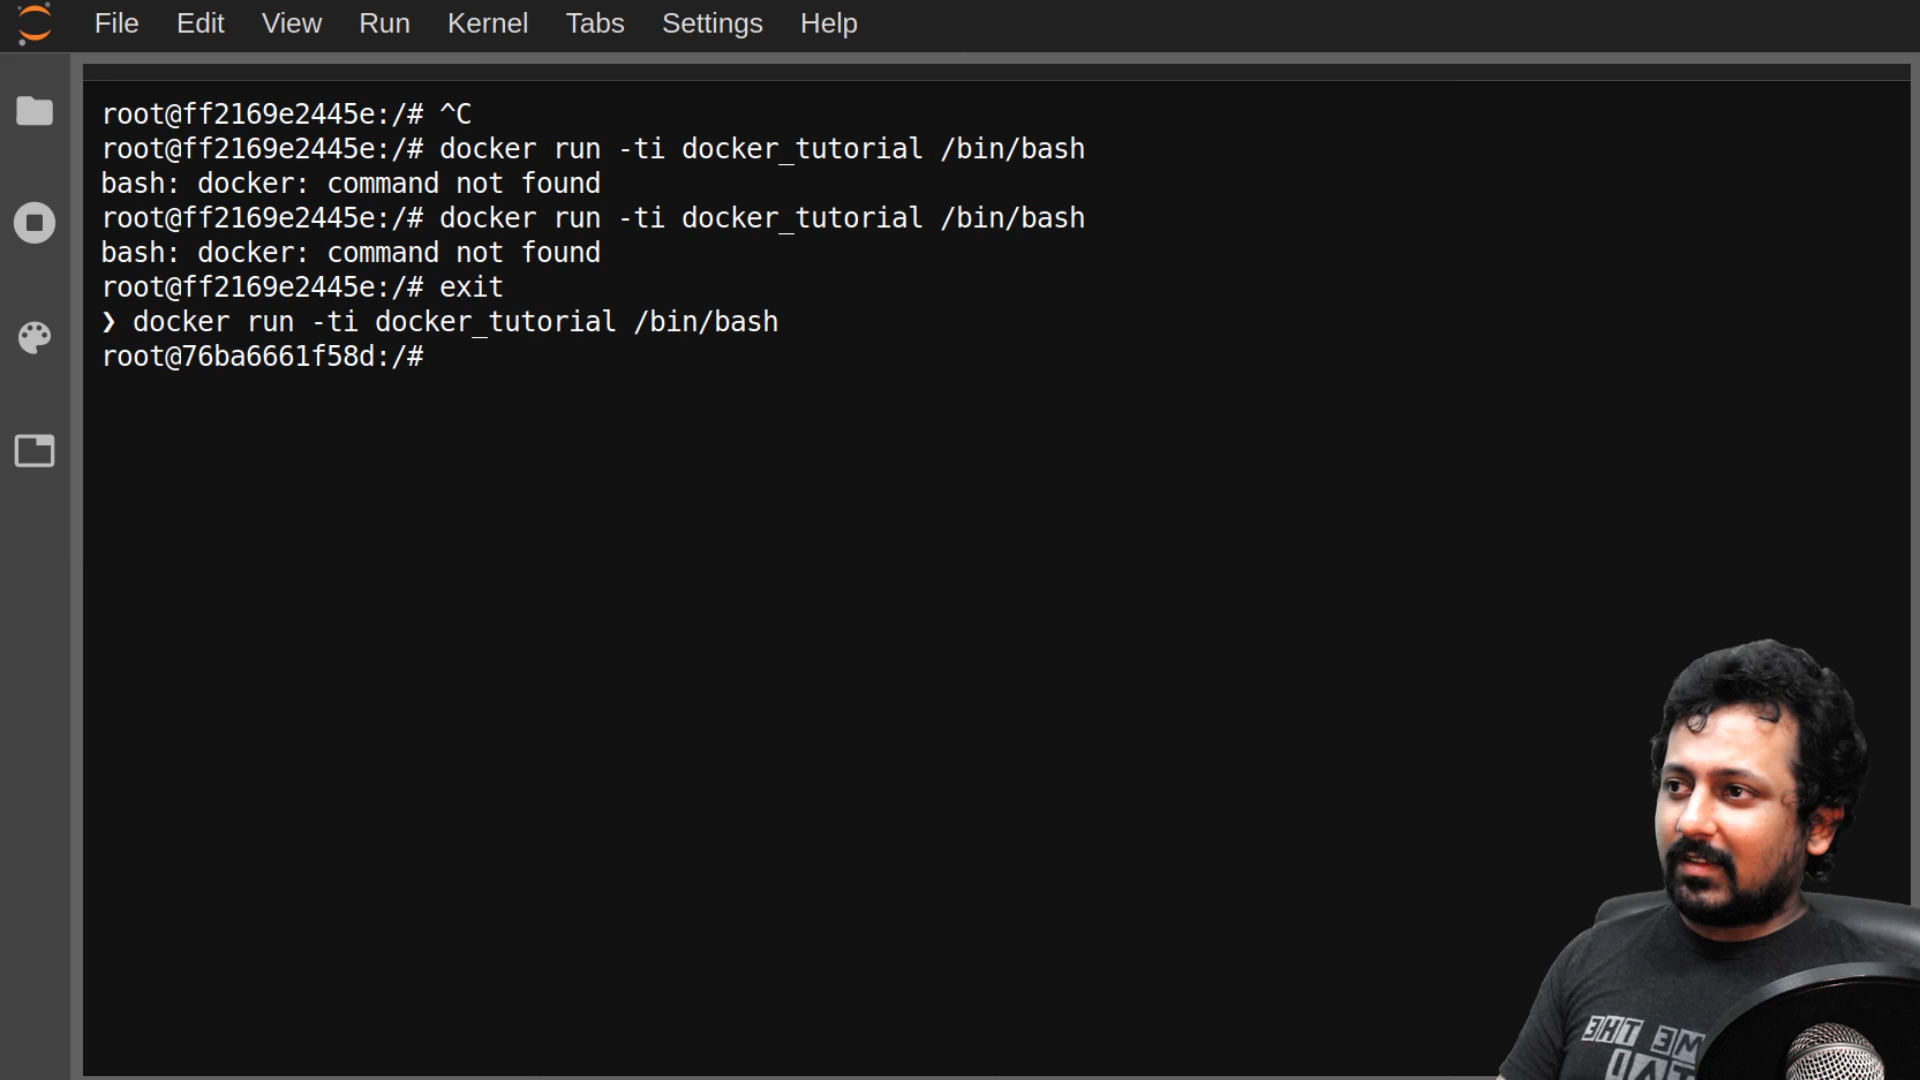 File Edit View Run Kernel Tabs Settings Help
root@ff2169e2445e:/# ^C
root@ff2169e2445e:/# docker run -ti docker_tutorial /bin/bash
bash: docker: command not found
root@ff2169e2445e:/# docker run -ti docker_tutorial /bin/bash
bash: docker: command not found
root@ff2169e2445e:/# exit
❯ docker run -ti docker_tutorial /bin/bash
root@76ba6661f58d:/#